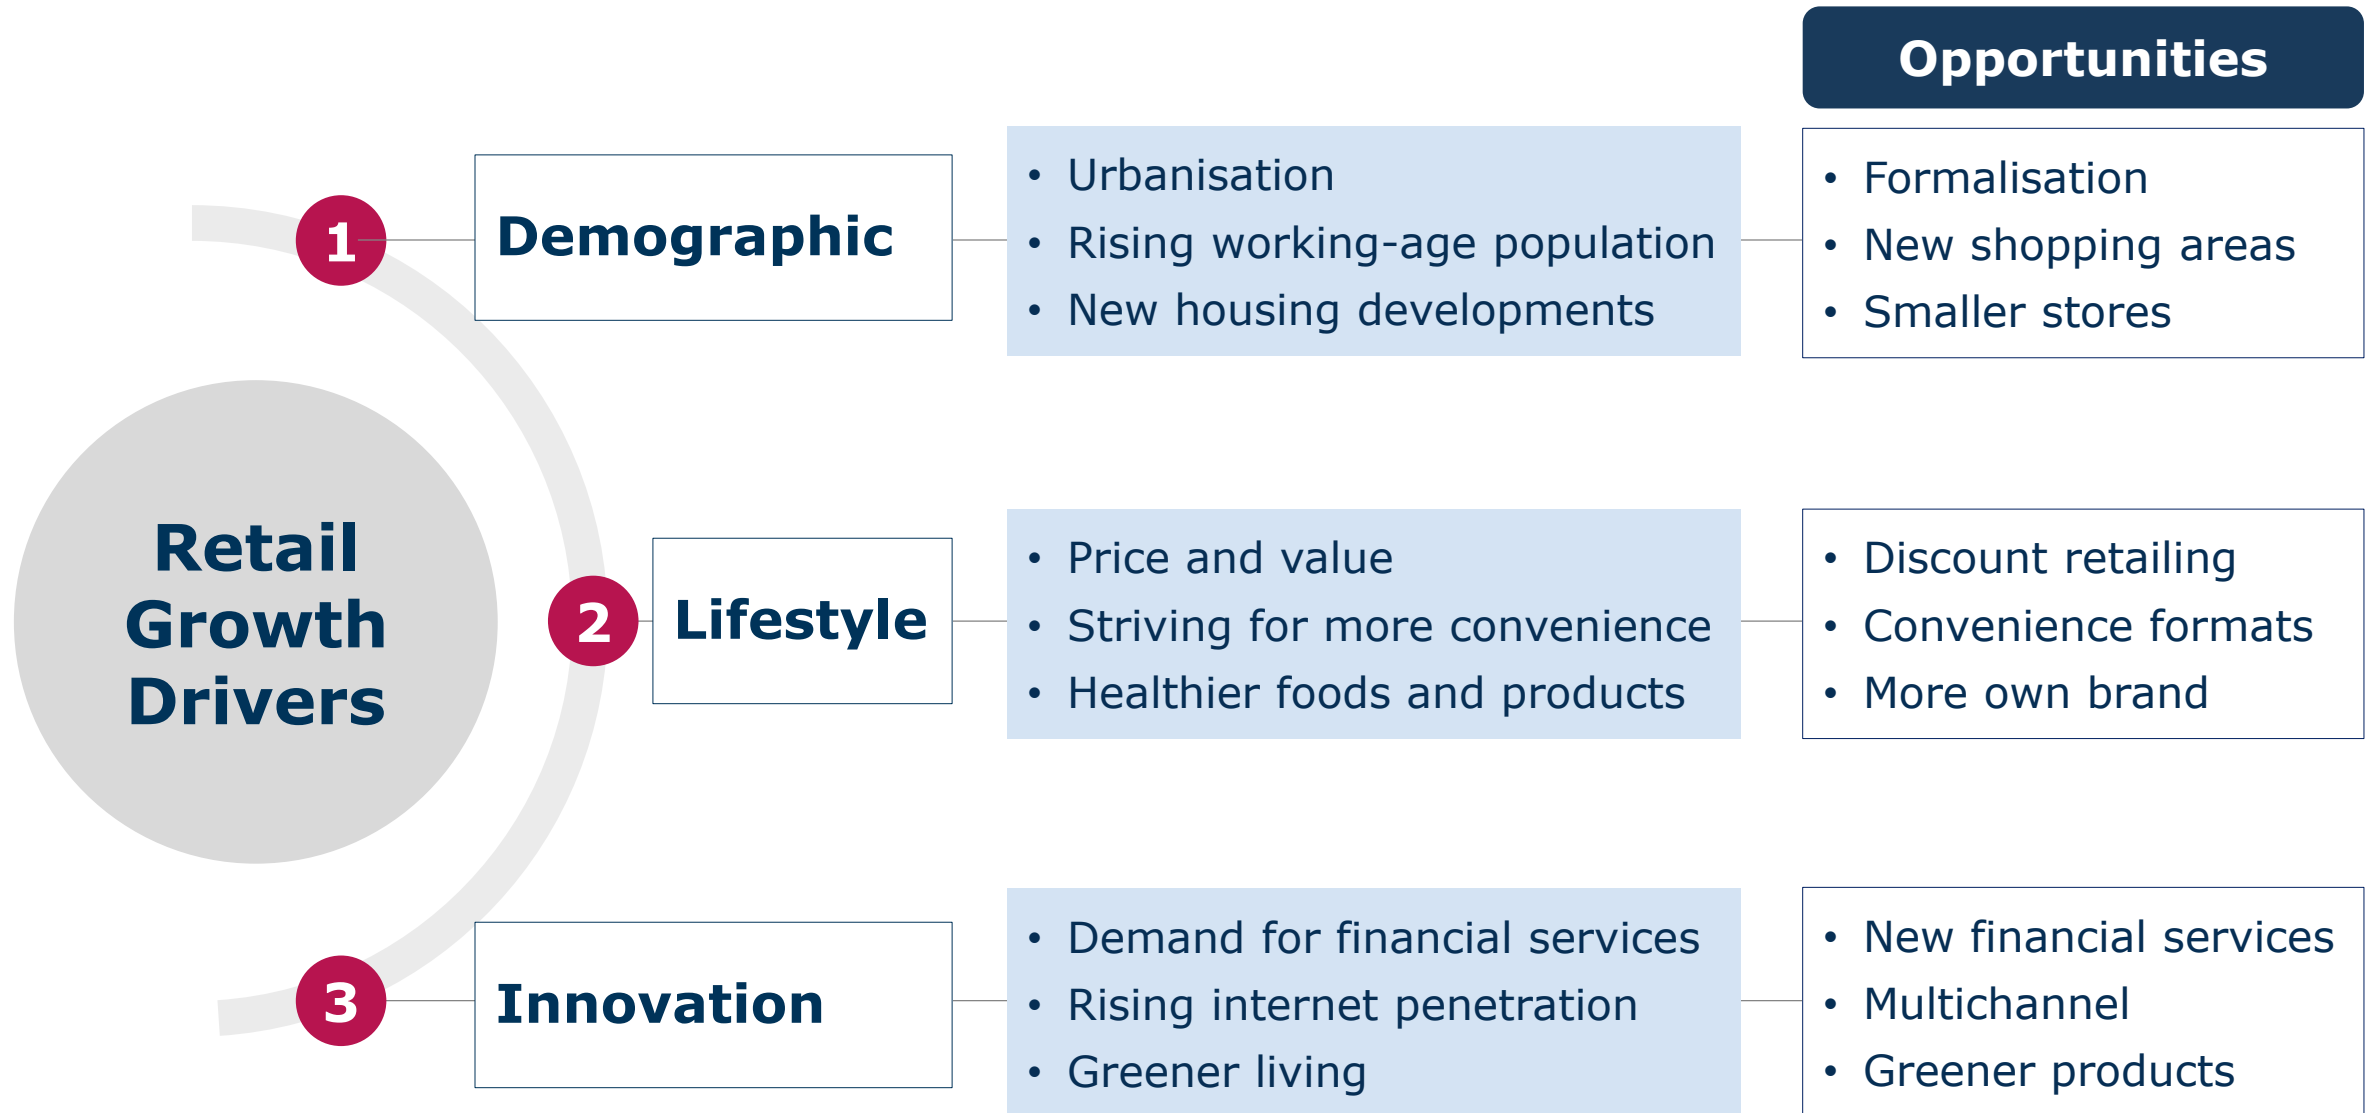 Opportunities
1
Demographic
• Urbanisation
• Rising working-age population
• New housing developments
• Formalisation
• New shopping areas
• Smaller stores
Retail
Growth
Drivers
2
Lifestyle
• Price and value
• Striving for more convenience
• Healthier foods and products
• Discount retailing
• Convenience formats
• More own brand
3
Innovation
• Demand for financial services
• Rising internet penetration
• Greener living
• New financial services
• Multichannel
• Greener products